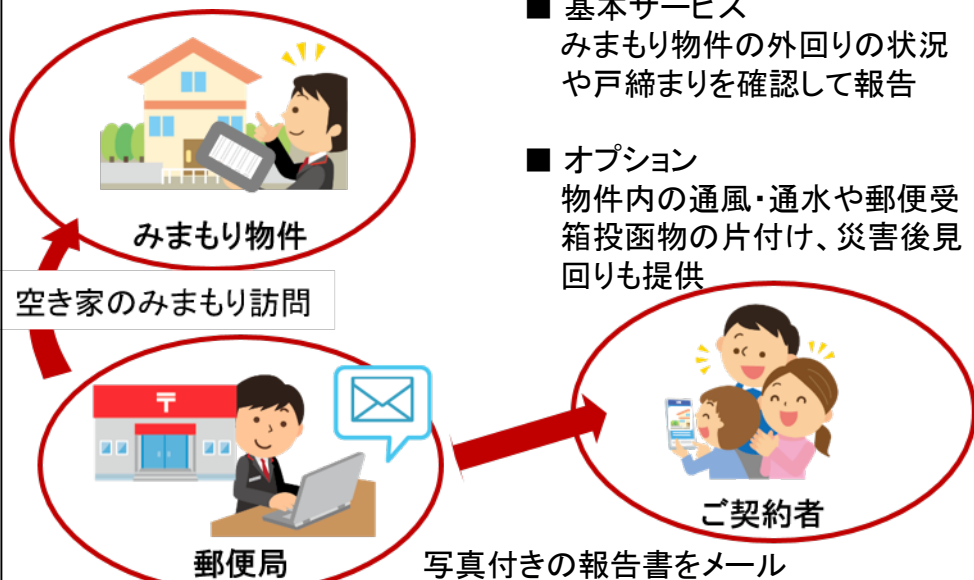 ■ 基本サービス
みまもり物件の外回りの状況
や戸締まりを確認して報告
■ オプション
物件内の通風・通水や郵便受
箱投函物の片付け、災害後見
回りも提供
みまもり物件
空き家のみまもり訪問
〒
郵便局
ご契約者
写真付きの報告書をメール